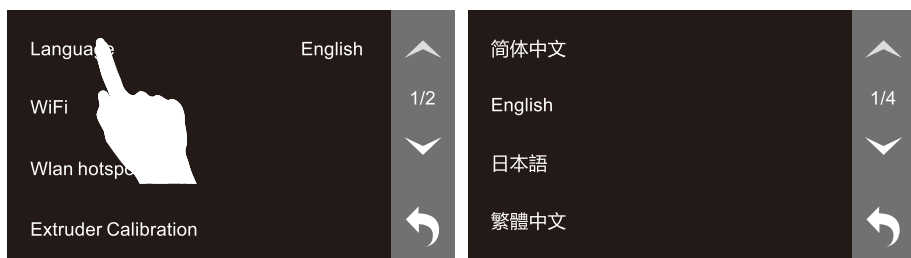 Language English
WiFi
Wlan
Extruder Calibration
1/2
简体中文
English
日本語
繁體中文
1/4